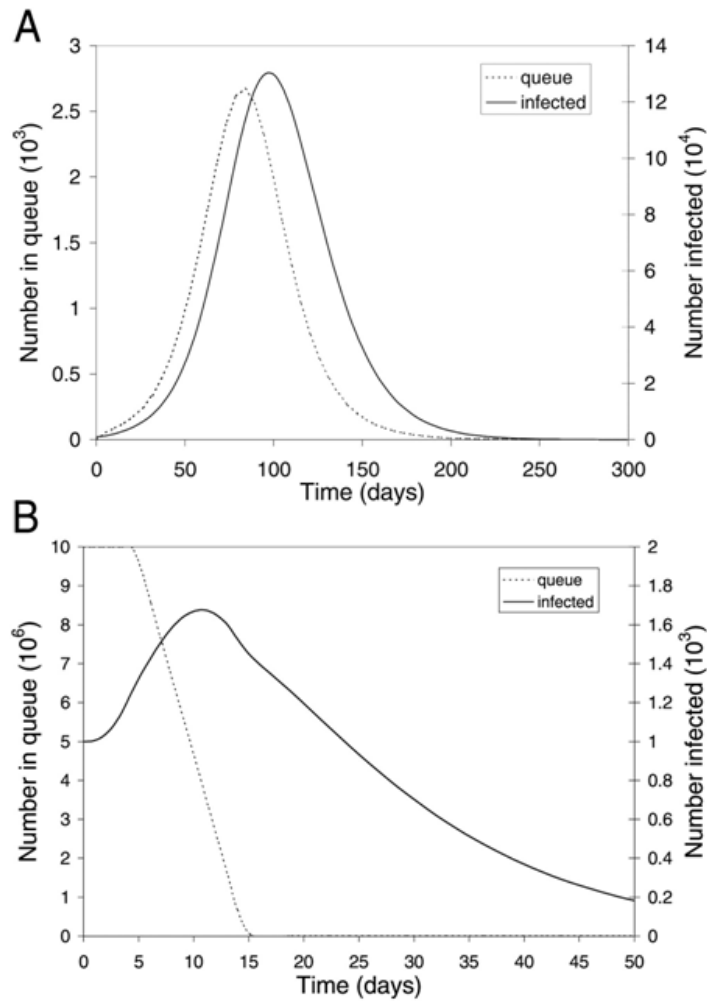 A
3
2.5
2
1.5
1
0.5
0
Number in queue (10³)
14
12
10
8
6
4
2
0
Number infected (10⁴)
queue
infected
0 50 100 150 200 250 300
Time (days)
B
10
9
8
7
6
5
4
3
2
1
0
Number in queue (10⁶)
2
1.8
1.6
1.4
1.2
1
0.8
0.6
0.4
0.2
0
Number infected (10³)
queue
infected
0 5 10 15 20 25 30 35 40 45 50
Time (days)